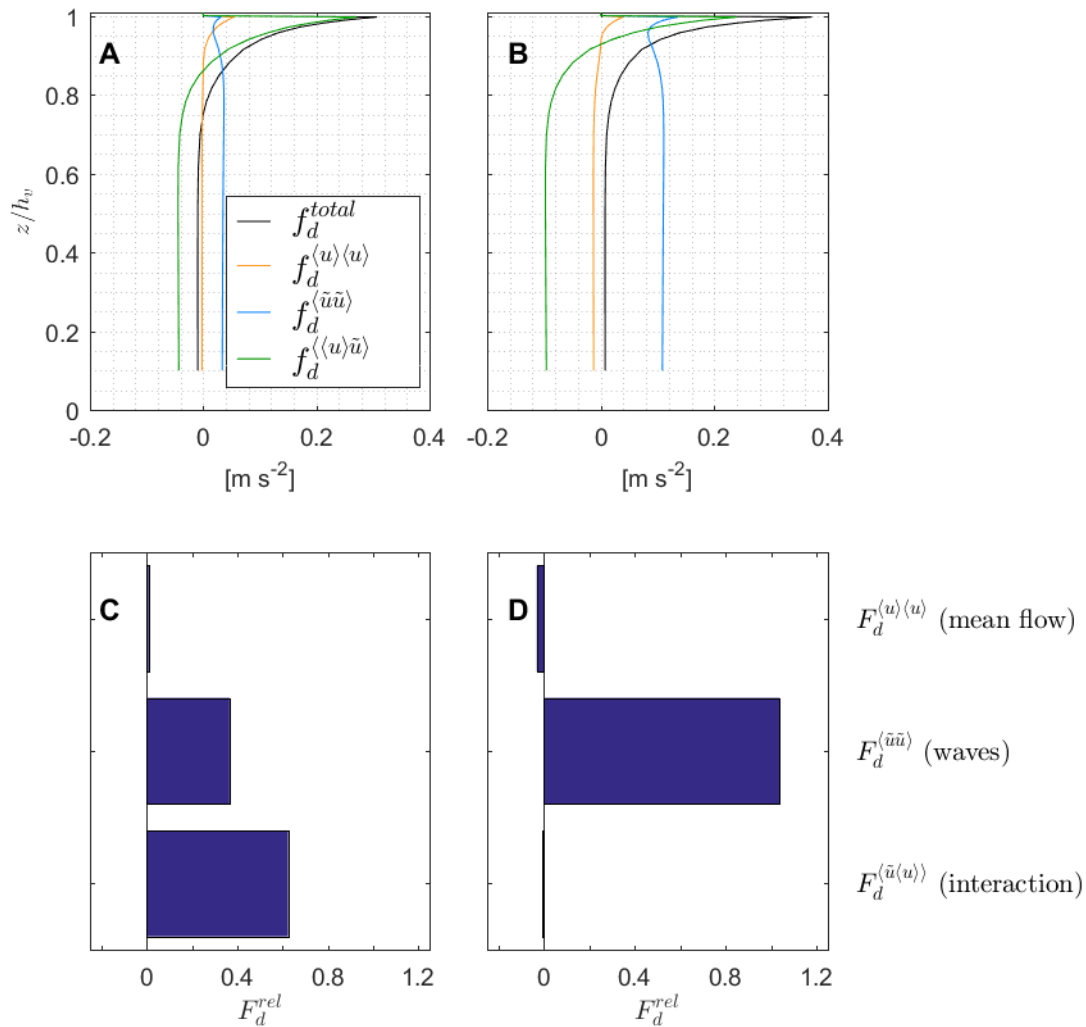 A
B
1
0.8
0.6
0.4
0.2
0
z/h_v
f_d^{total}
f_d^{⟨u⟩⟨u⟩}
f_d^{⟨ũũ⟩}
f_d^{⟨⟨u⟩ũ⟩}
-0.2 0 0.2 0.4
-0.2 0 0.2 0.4
[m s⁻²]
[m s⁻²]
C
D
F_d^{⟨u⟩⟨u⟩} (mean flow)
F_d^{⟨ũũ⟩} (waves)
F_d^{⟨ũ⟨u⟩⟩} (interaction)
0 0.4 0.8 1.2
0 0.4 0.8 1.2
F_d^{rel}
F_d^{rel}